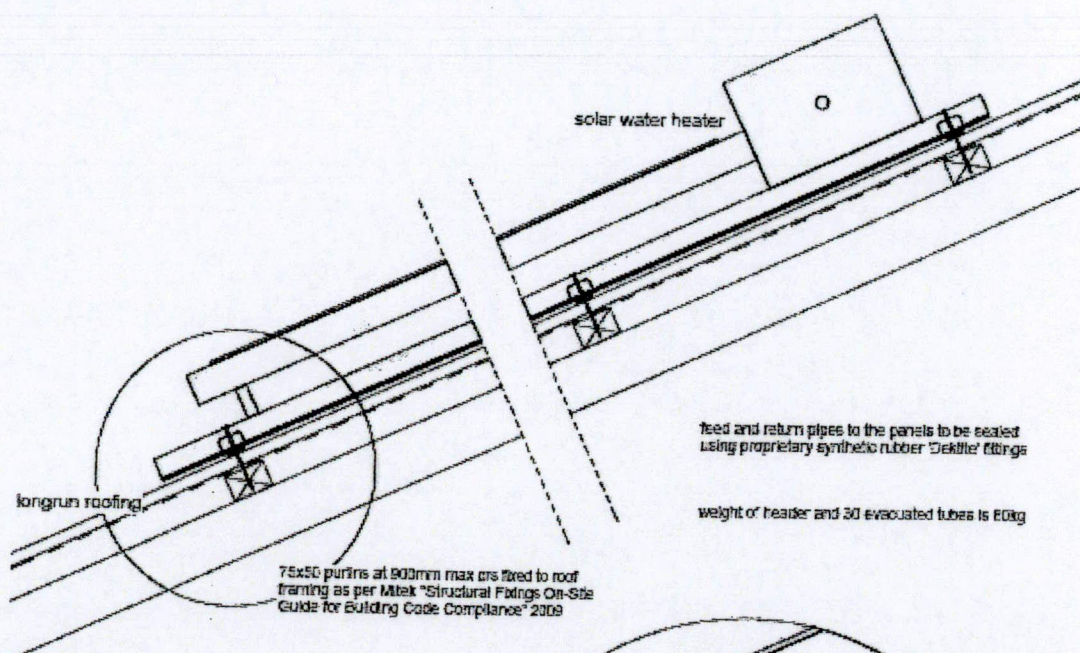 solar water heater
feed and return pipes to the panels to be sealed
using proprietary synthetic rubber 'Dektite' fittings
longrun roofing
weight of header and 30 evacuated tubes is
75x50 purlins at 900mm max crs fixed to roof
framing as per Mitek "Structural Fixings On-Site
Guide for Building Code Compliance" 2009